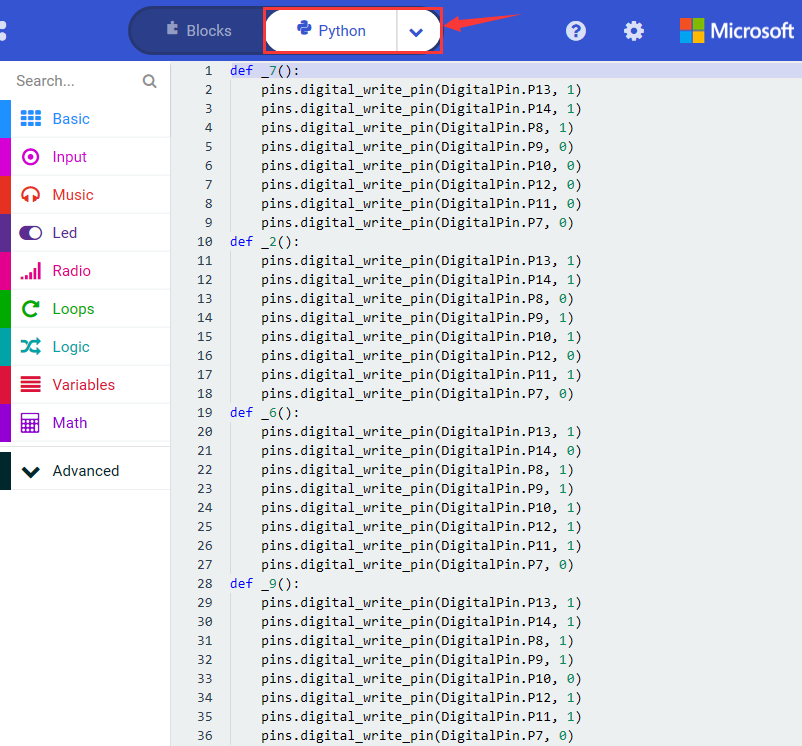 Blocks
Python
Microsoft
Search...
Basic
Input
Music
Led
Radio
Loops
Logic
Variables
Math
Advanced
1 def _7():
2 pins.digital_write_pin(DigitalPin.P13, 1)
3 pins.digital_write_pin(DigitalPin.P14, 1)
4 pins.digital_write_pin(DigitalPin.P8, 1)
5 pins.digital_write_pin(DigitalPin.P9, 0)
6 pins.digital_write_pin(DigitalPin.P10, 0)
7 pins.digital_write_pin(DigitalPin.P12, 0)
8 pins.digital_write_pin(DigitalPin.P11, 0)
9 pins.digital_write_pin(DigitalPin.P7, 0)
10 def _2():
11 pins.digital_write_pin(DigitalPin.P13, 1)
12 pins.digital_write_pin(DigitalPin.P14, 1)
13 pins.digital_write_pin(DigitalPin.P8, 0)
14 pins.digital_write_pin(DigitalPin.P9, 1)
15 pins.digital_write_pin(DigitalPin.P10, 1)
16 pins.digital_write_pin(DigitalPin.P12, 0)
17 pins.digital_write_pin(DigitalPin.P11, 1)
18 pins.digital_write_pin(DigitalPin.P7, 0)
19 def _6():
20 pins.digital_write_pin(DigitalPin.P13, 1)
21 pins.digital_write_pin(DigitalPin.P14, 0)
22 pins.digital_write_pin(DigitalPin.P8, 1)
23 pins.digital_write_pin(DigitalPin.P9, 1)
24 pins.digital_write_pin(DigitalPin.P10, 1)
25 pins.digital_write_pin(DigitalPin.P12, 1)
26 pins.digital_write_pin(DigitalPin.P11, 1)
27 pins.digital_write_pin(DigitalPin.P7, 0)
28 def _9():
29 pins.digital_write_pin(DigitalPin.P13, 1)
30 pins.digital_write_pin(DigitalPin.P14, 1)
31 pins.digital_write_pin(DigitalPin.P8, 1)
32 pins.digital_write_pin(DigitalPin.P9, 1)
33 pins.digital_write_pin(DigitalPin.P10, 0)
34 pins.digital_write_pin(DigitalPin.P12, 1)
35 pins.digital_write_pin(DigitalPin.P11, 1)
36 pins.digital_write_pin(DigitalPin.P7, 0)